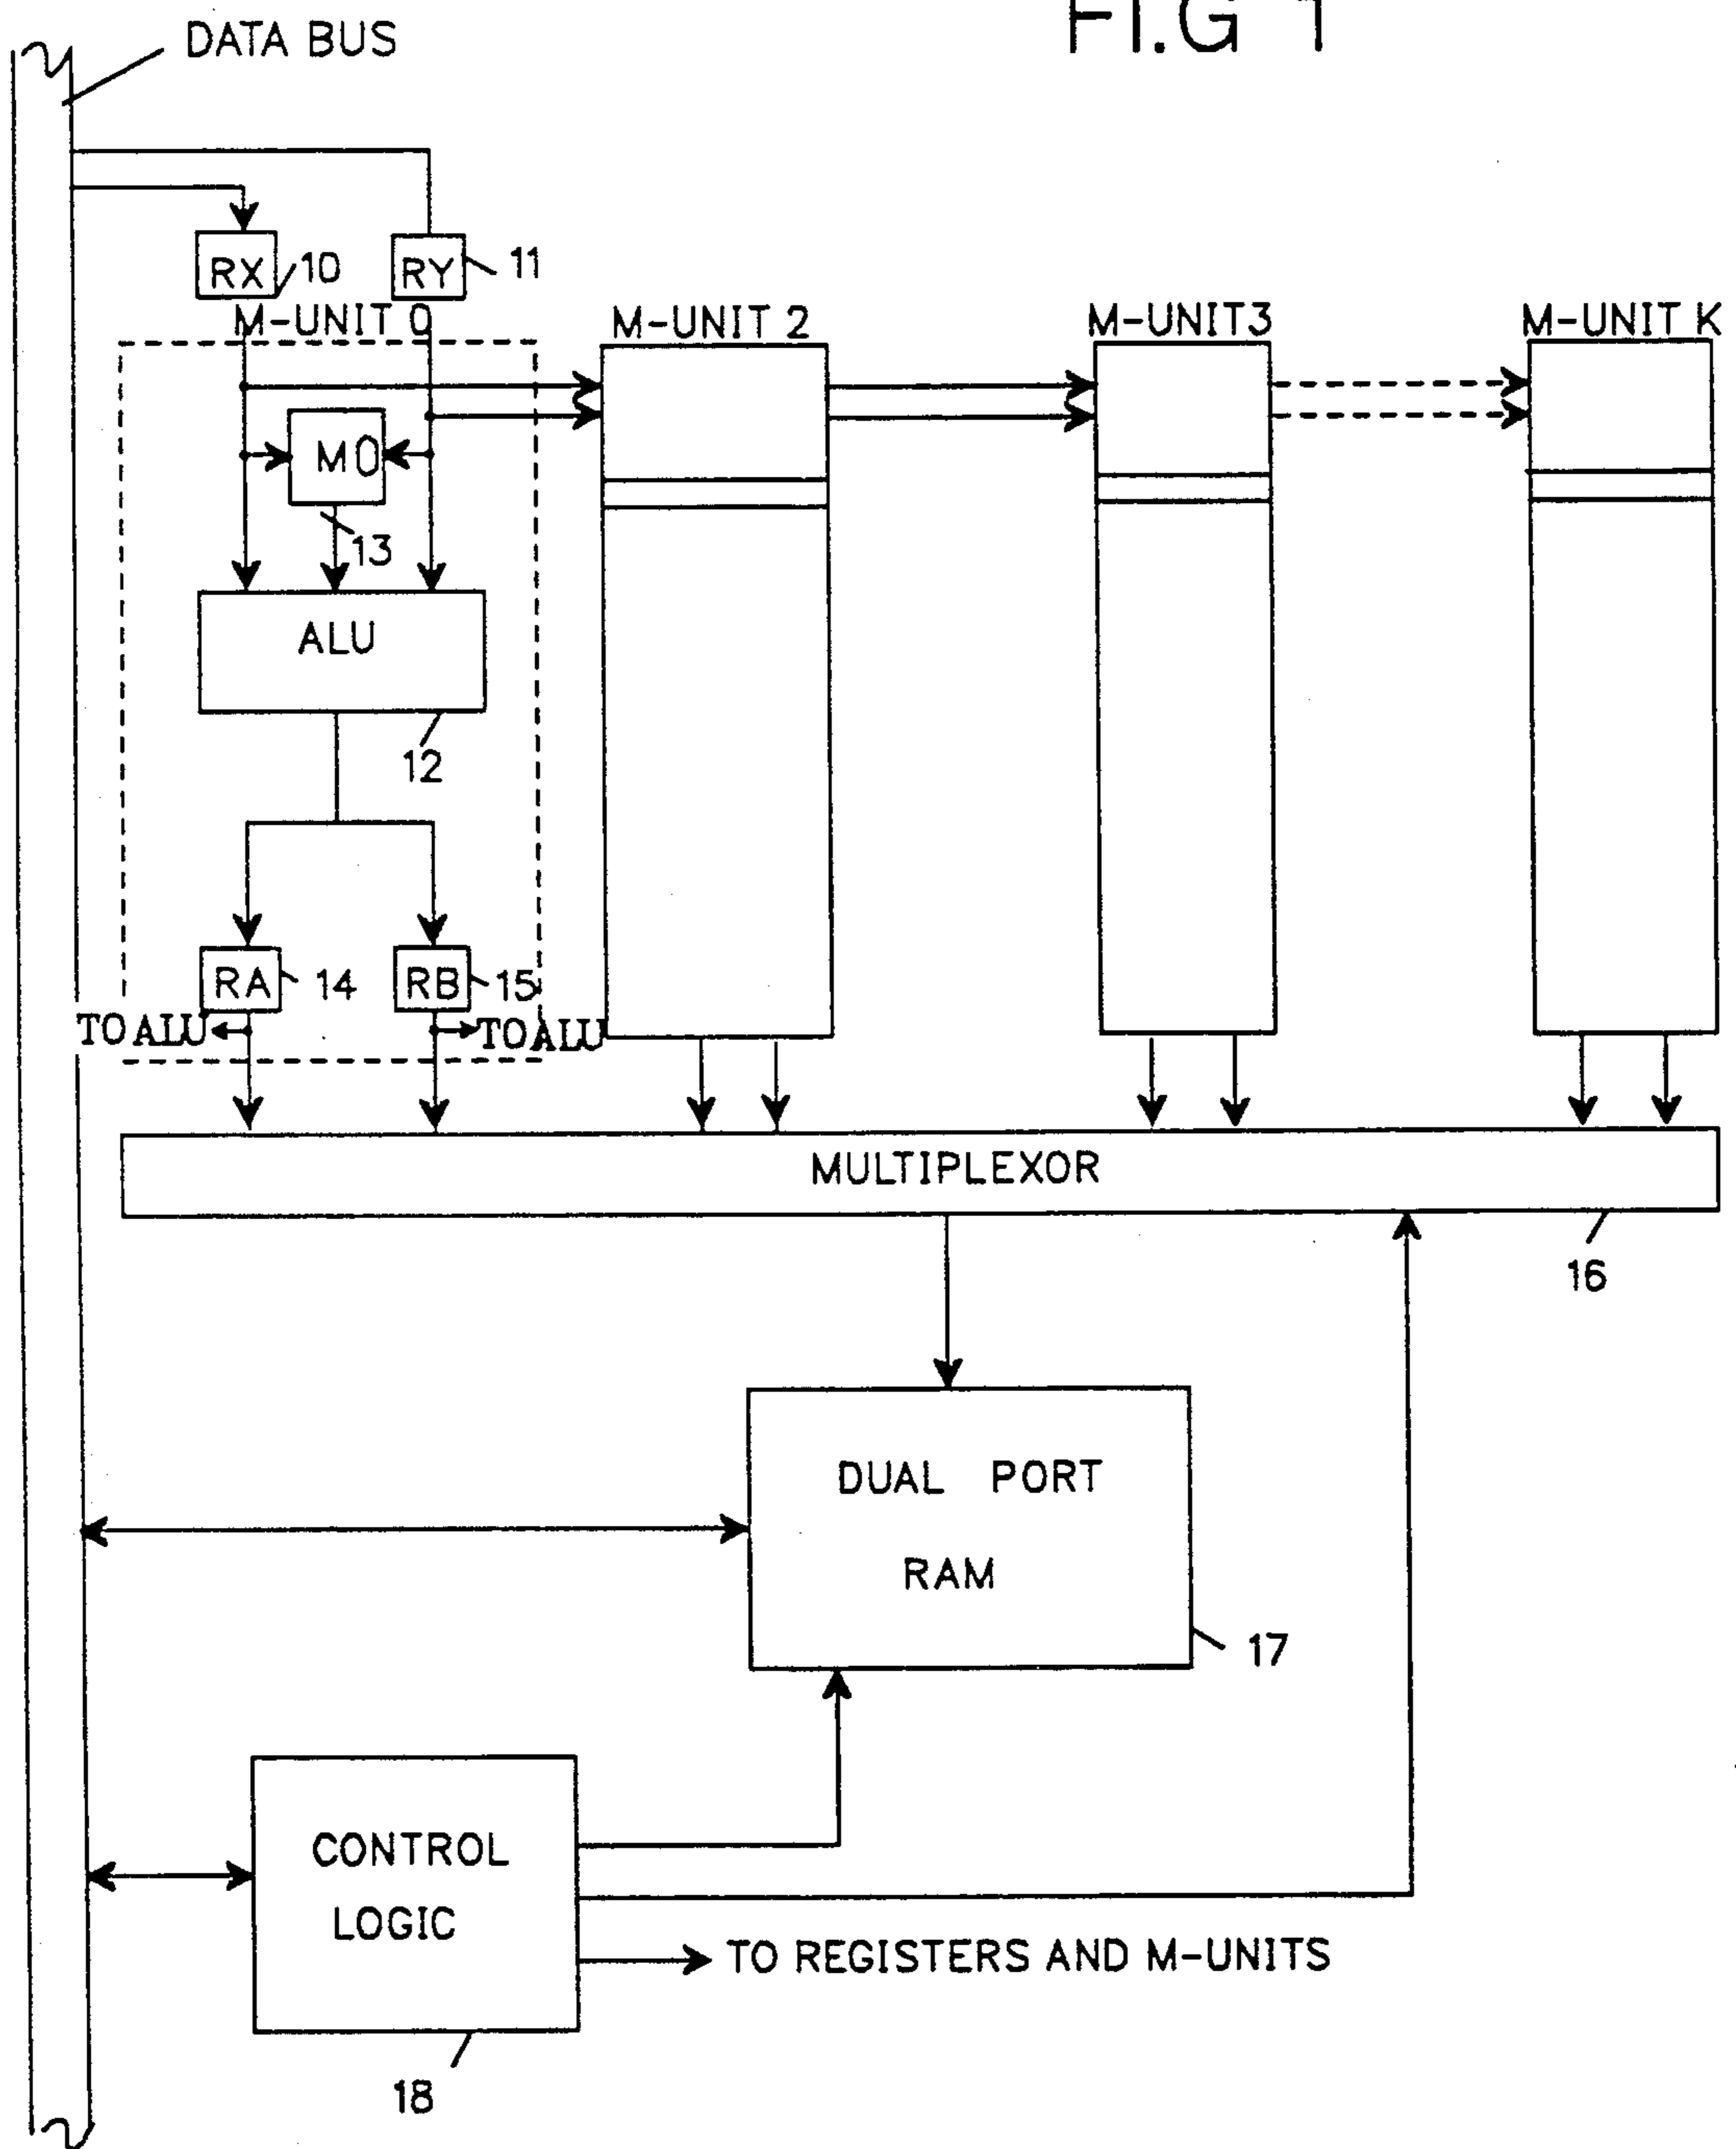 FI.G 1
DATA BUS
RX
10
RY
11
M-UNIT 0
M-UNIT 2
M-UNIT3
M-UNIT K
M0
13
ALU
12
RA
14
RB
15
TO ALU
TO ALU
MULTIPLEXOR
16
DUAL PORT
RAM
17
CONTROL
LOGIC
TO REGISTERS AND M-UNITS
18